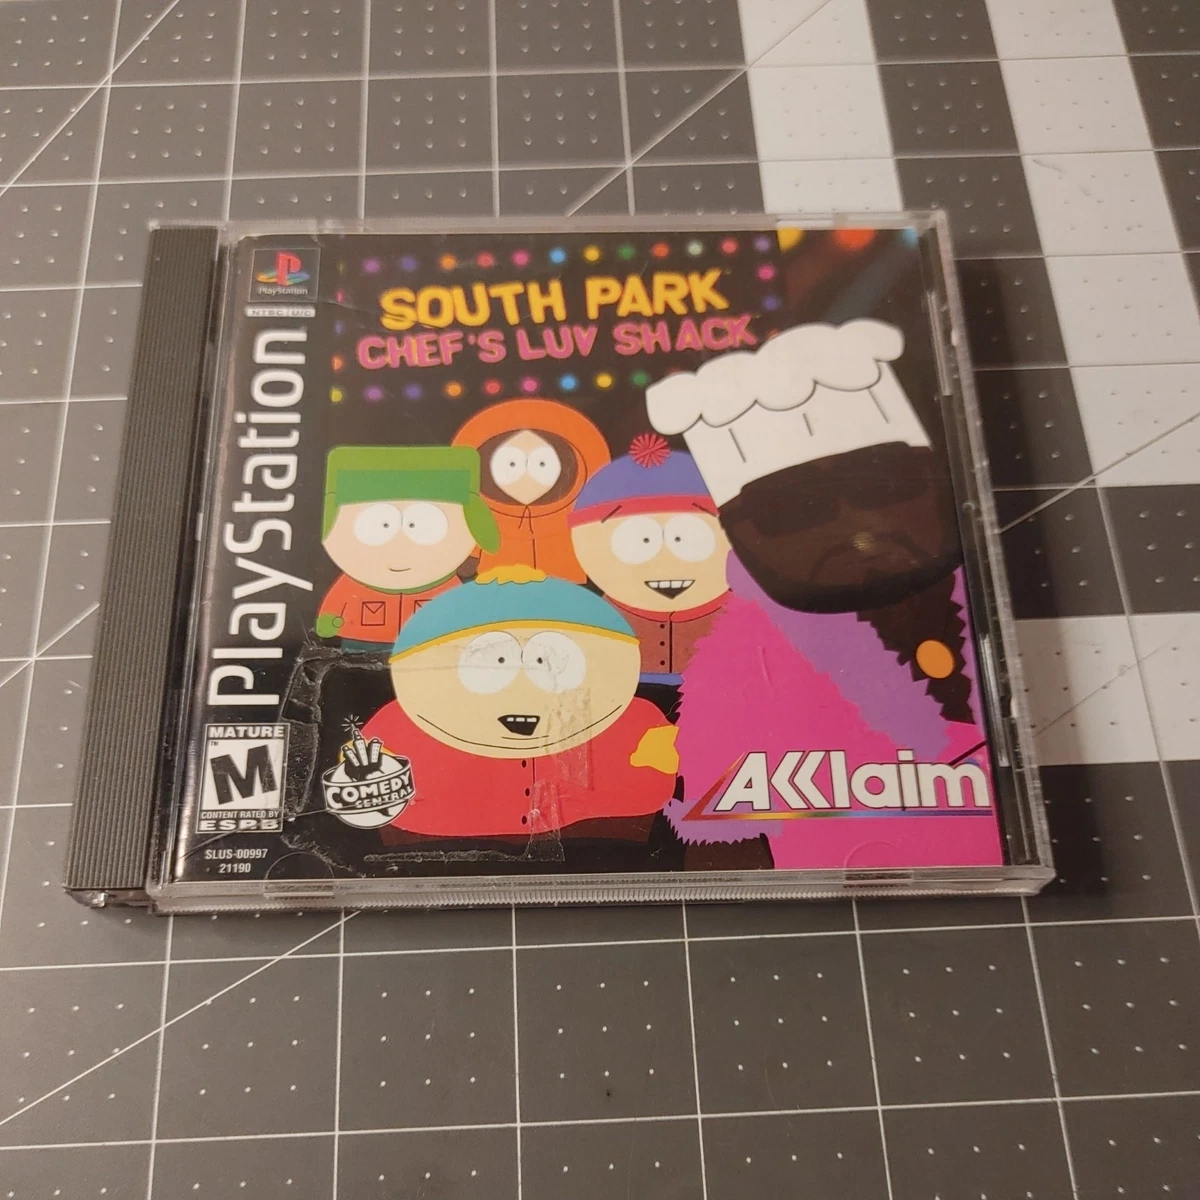 PlayStation
NTSC U/C
PlayStation
SOUTH PARK
CHEF'S LUV SHACK
MATURE
M
CONTENT RATED BY
ESRB
SLUS-00997
21190
COMEDY
CENTRAL
AKKlaim